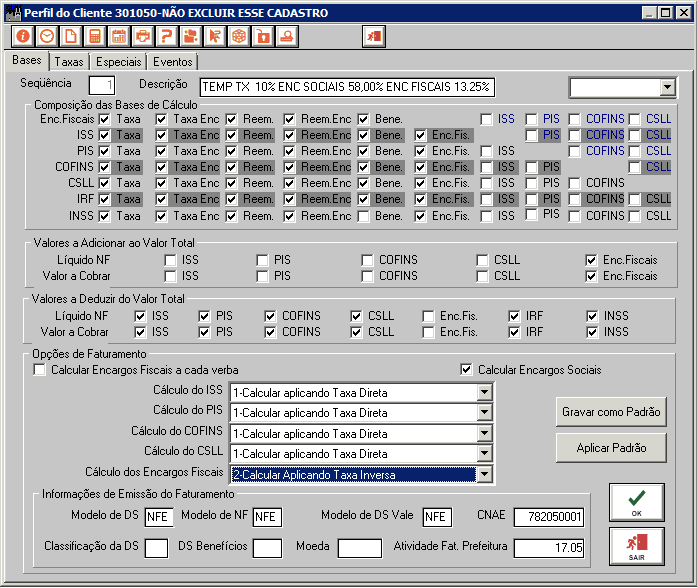 Perfil do Cliente 301050-NÃO EXCLUIR ESSE CADASTRO
Bases Taxas Especiais Eventos
Seqüência 1 Descrição TEMP TX 10% ENC SOCIAIS 58,00% ENC FISCAIS 13.25%
Composição das Bases de Cálculo
Enc.Fiscais Taxa Taxa Enc Reem. Reem.Enc Bene. ISS PIS COFINS CSLL
ISS Taxa Taxa Enc Reem. Reem.Enc Bene. Enc.Fis. PIS COFINS CSLL
PIS Taxa Taxa Enc Reem. Reem.Enc Bene. Enc.Fis. ISS COFINS CSLL
COFINS Taxa Taxa Enc Reem. Reem.Enc Bene. Enc.Fis. ISS PIS CSLL
CSLL Taxa Taxa Enc Reem. Reem.Enc Bene. Enc.Fis. ISS PIS COFINS
IRF Taxa Taxa Enc Reem. Reem.Enc Bene. Enc.Fis. ISS PIS COFINS CSLL
INSS Taxa Taxa Enc Reem. Reem.Enc Bene. Enc.Fis. ISS PIS COFINS CSLL
Valores a Adicionar ao Valor Total
Líquido NF ISS PIS COFINS CSLL Enc.Fiscais
Valor a Cobrar ISS PIS COFINS CSLL Enc.Fiscais
Valores a Deduzir do Valor Total
Líquido NF ISS PIS COFINS CSLL Enc.Fis. IRF INSS
Valor a Cobrar ISS PIS COFINS CSLL Enc.Fis. IRF INSS
Opções de Faturamento
Calcular Encargos Fiscais a cada verba Calcular Encargos Sociais
Cálculo do ISS 1-Calcular aplicando Taxa Direta
Cálculo do PIS 1-Calcular aplicando Taxa Direta
Gravar como Padrão
Cálculo do COFINS 1-Calcular aplicando Taxa Direta
Cálculo do CSLL 1-Calcular aplicando Taxa Direta
Aplicar Padrão
Cálculo dos Encargos Fiscais 2-Calcular Aplicando Taxa Inversa
Informações de Emissão do Faturamento
Modelo de DS NFE Modelo de NF NFE Modelo de DS Vale NFE CNAE 782050001
OK
Classificação da DS DS Benefícios Moeda Atividade Fat. Prefeitura 17.05
SAIR